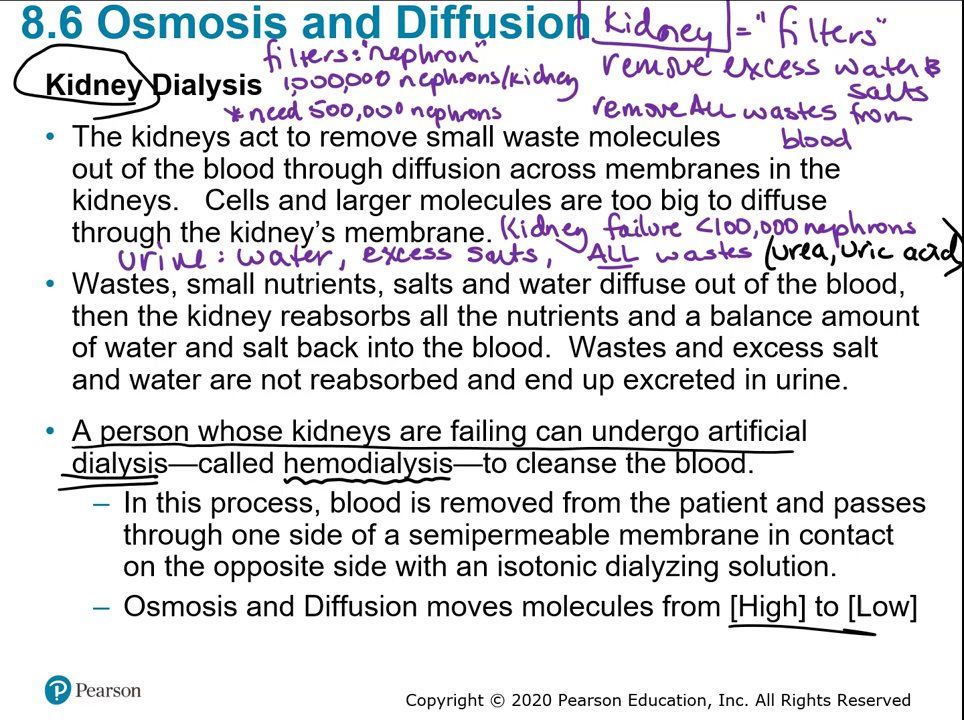 8.6 Osmosis and Diffusion
Kidney = "filters"
remove excess water & salts
remove ALL wastes from blood
filters: "nephron"
1,000,000 nephrons/kidney
*need 500,000 nephrons
Kidney Dialysis
• The kidneys act to remove small waste molecules
out of the blood through diffusion across membranes in the
kidneys. Cells and larger molecules are too big to diffuse
through the kidney's membrane.
Kidney failure <100,000 nephrons
urine: water, excess salts, ALL wastes (urea, uric acid)
• Wastes, small nutrients, salts and water diffuse out of the blood,
then the kidney reabsorbs all the nutrients and a balance amount
of water and salt back into the blood. Wastes and excess salt
and water are not reabsorbed and end up excreted in urine.
• A person whose kidneys are failing can undergo artificial
dialysis—called hemodialysis—to cleanse the blood.
– In this process, blood is removed from the patient and passes
through one side of a semipermeable membrane in contact
on the opposite side with an isotonic dialyzing solution.
– Osmosis and Diffusion moves molecules from [High] to [Low]
P Pearson
Copyright © 2020 Pearson Education, Inc. All Rights Reserved